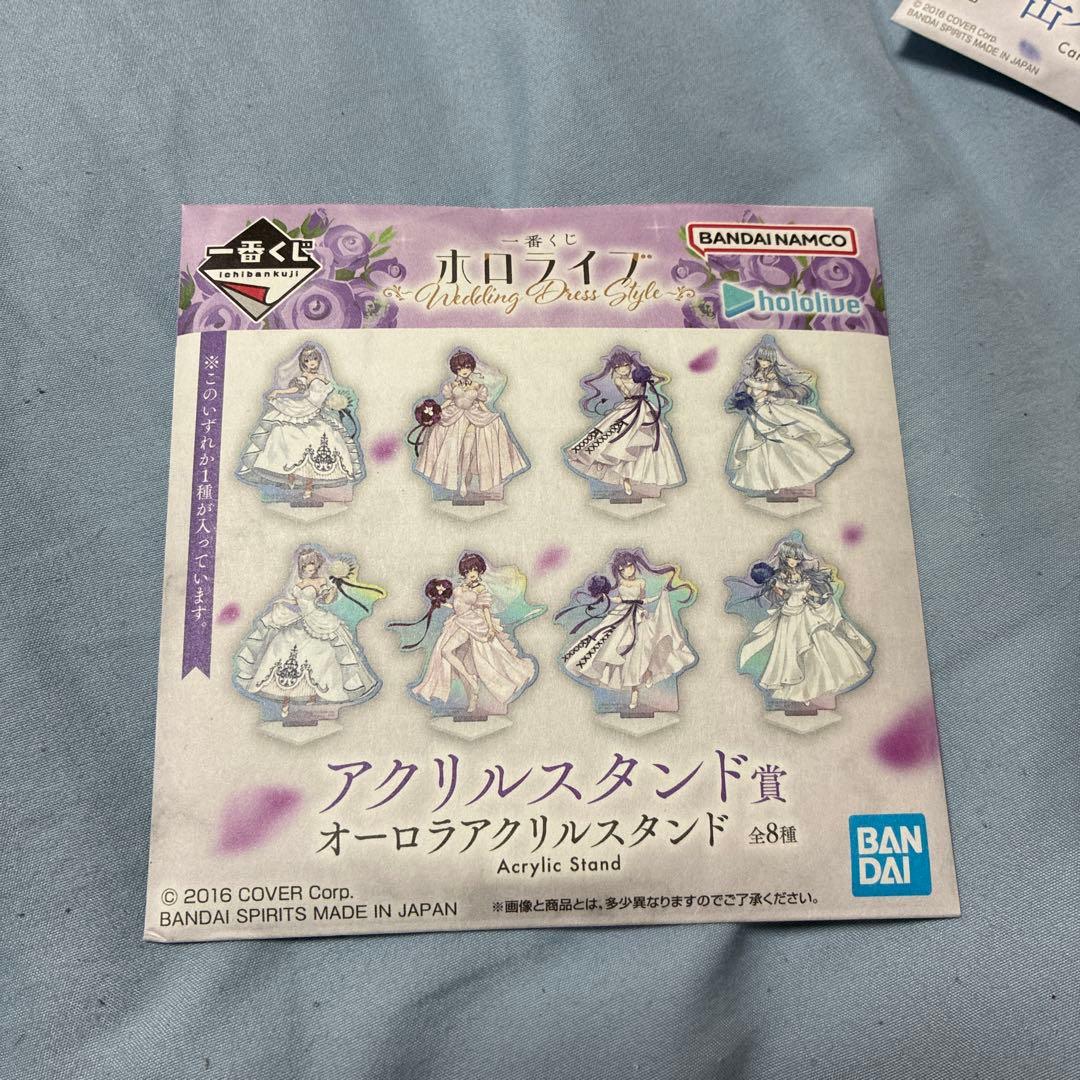 © 2016 COVER Corp.
BANDAI SPIRITS MADE IN JAPAN
一番くじ
ichibankuji
一番くじ
ホロライブ
~Wedding Dress Style~
BANDAI NAMCO
hololive
※このいずれか1種が入っています。
アクリルスタンド賞
オーロラアクリルスタンド 全8種
Acrylic Stand
BAN
DAI
© 2016 COVER Corp.
BANDAI SPIRITS MADE IN JAPAN
※画像と商品とは、多少異なりますのでご了承ください。